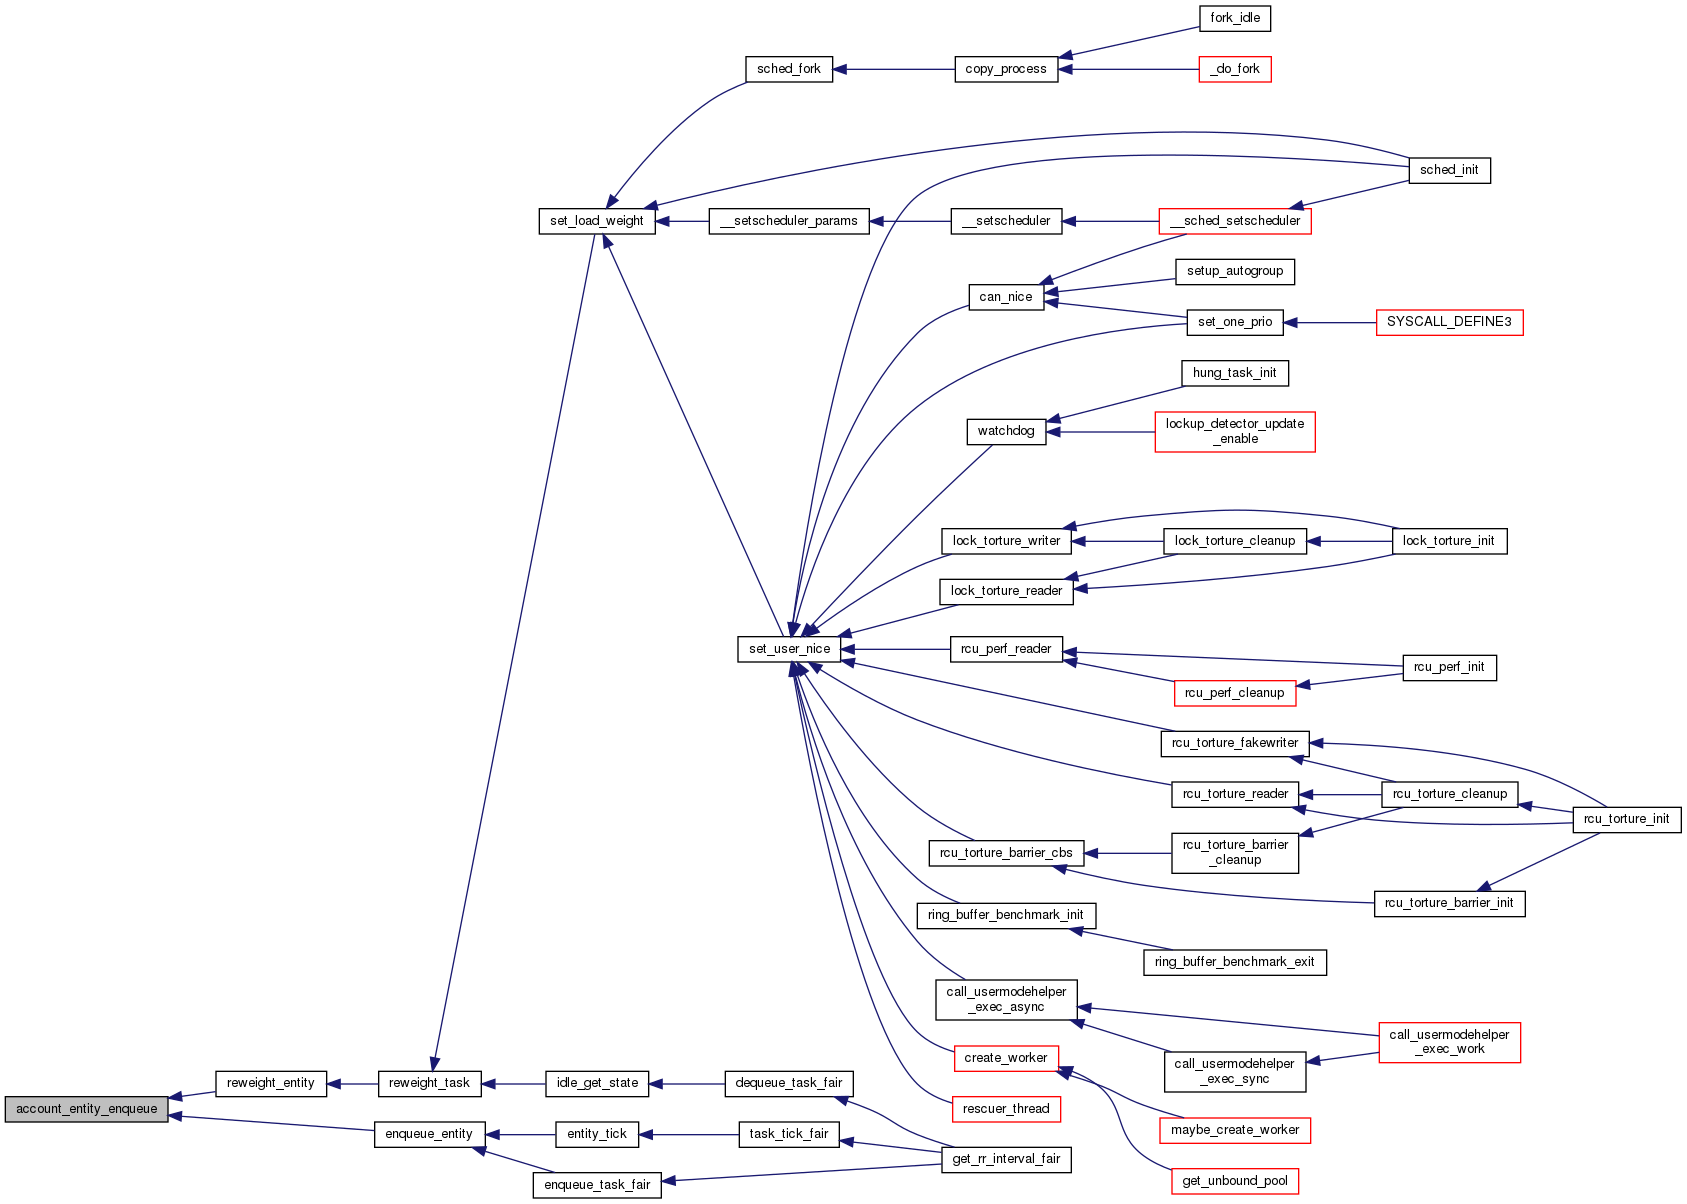 fork_idle
sched_fork
copy_process
_do_fork
sched_init
set_load_weight
__setscheduler_params
__setscheduler
__sched_setscheduler
setup_autogroup
can_nice
set_one_prio
SYSCALL_DEFINE3
hung_task_init
watchdog
lockup_detector_update
_enable
lock_torture_writer
lock_torture_cleanup
lock_torture_init
lock_torture_reader
set_user_nice
rcu_perf_reader
rcu_perf_init
rcu_perf_cleanup
rcu_torture_fakewriter
rcu_torture_reader
rcu_torture_cleanup
rcu_torture_init
rcu_torture_barrier_cbs
rcu_torture_barrier
_cleanup
rcu_torture_barrier_init
ring_buffer_benchmark_init
ring_buffer_benchmark_exit
call_usermodehelper
_exec_async
call_usermodehelper
_exec_work
create_worker
call_usermodehelper
_exec_sync
reweight_entity
reweight_task
idle_get_state
dequeue_task_fair
account_entity_enqueue
rescuer_thread
maybe_create_worker
enqueue_entity
entity_tick
task_tick_fair
get_rr_interval_fair
enqueue_task_fair
get_unbound_pool